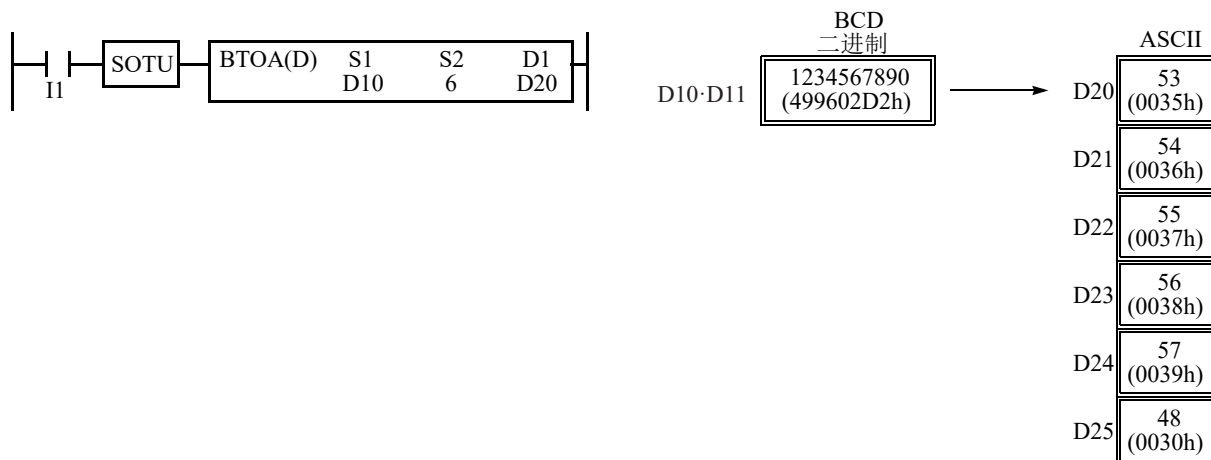 I1
SOTU
BTOA(D) S1 S2 D1
D10 6 D20
BCD
二进制
D10·D11
1234567890
(499602D2h)
ASCII
D20
53
(0035h)
D21
54
(0036h)
D22
55
(0037h)
D23
56
(0038h)
D24
57
(0039h)
D25
48
(0030h)